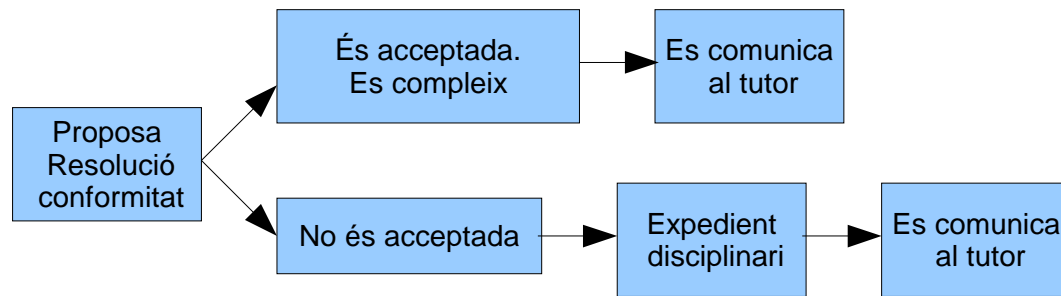 Proposa
Resolució
conformitat
És acceptada.
Es compleix
Es comunica
al tutor
No és acceptada
Expedient
disciplinari
Es comunica
al tutor